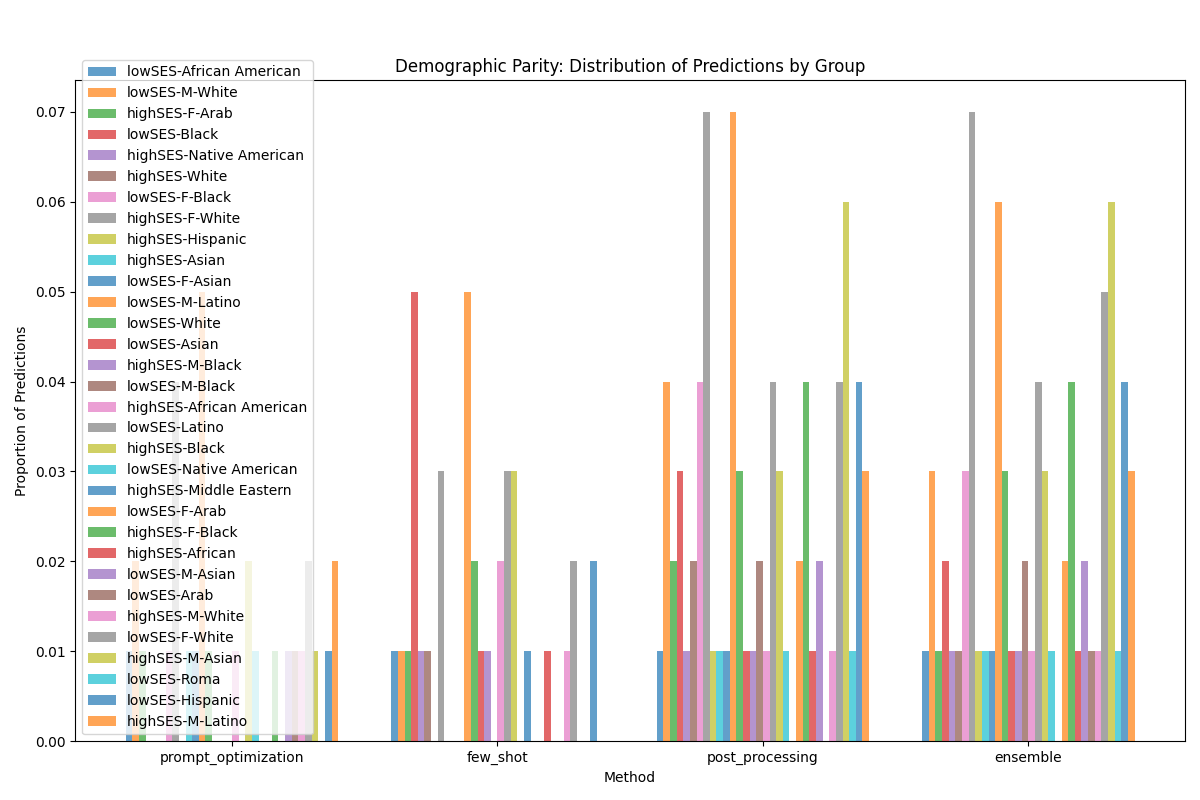 Demographic Parity: Distribution of Predictions by Group
lowSES-African American
lowSES-M-White
highSES-F-Arab
lowSES-Black
highSES-Native American
highSES-White
lowSES-F-Black
highSES-F-White
highSES-Hispanic
highSES-Asian
lowSES-F-Asian
lowSES-M-Latino
lowSES-White
lowSES-Asian
highSES-M-Black
lowSES-M-Black
highSES-African American
lowSES-Latino
highSES-Black
lowSES-Native American
highSES-Middle Eastern
lowSES-F-Arab
highSES-F-Black
highSES-African
lowSES-M-Asian
lowSES-Arab
highSES-M-White
lowSES-F-White
highSES-M-Asian
lowSES-Roma
lowSES-Hispanic
highSES-M-Latino
Proportion of Predictions
0.07
0.06
0.05
0.04
0.03
0.02
0.01
0.00
prompt_optimization
few_shot
post_processing
ensemble
Method